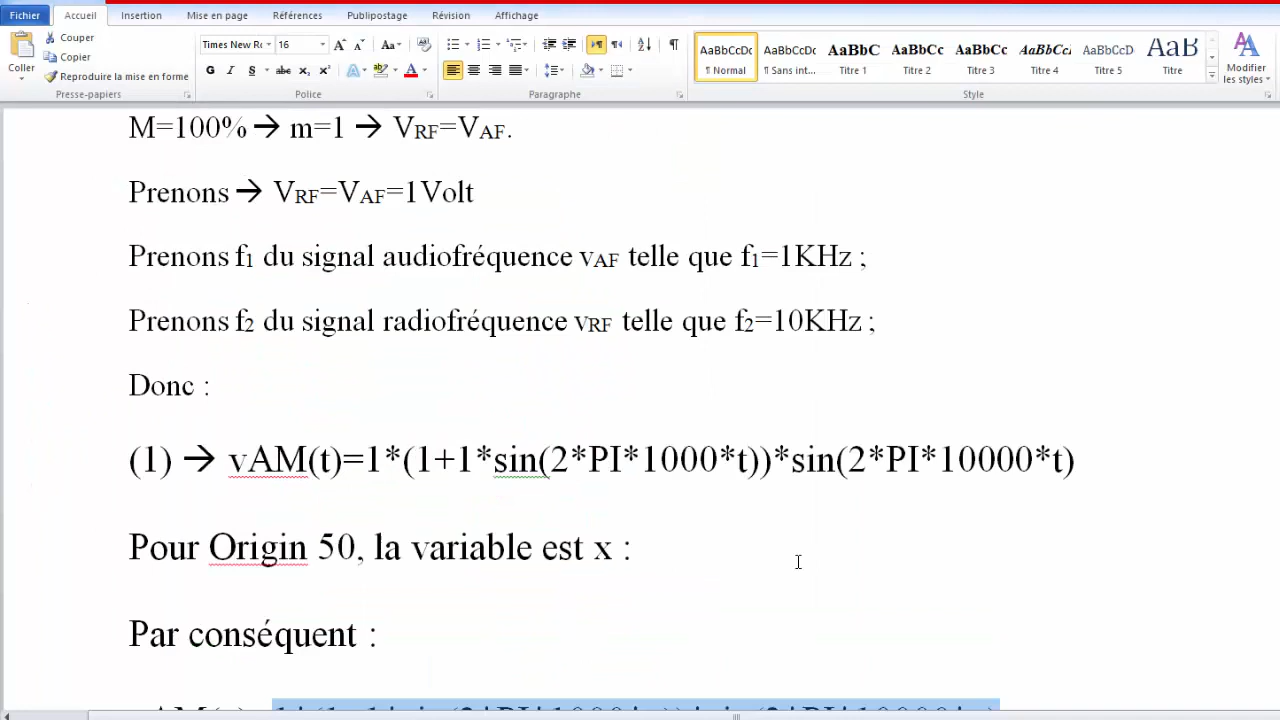 Fichier Accueil Insertion Mise en page Références Publipostage Révision Affichage
Coller
Couper
Copier
Reproduire la mise en forme
Presse-papiers
Times New Ro 16
Police
Paragraphe
AaBbCcDc AaBbCcDc AaBbC AaBbCc AaBbCc AaBbCc AaBbCcD AaB
¶ Normal ¶ Sans int... Titre 1 Titre 2 Titre 3 Titre 4 Titre 5 Titre
Modifier les styles
Style
M=100% → m=1 → VRF=VAF.
Prenons → VRF=VAF=1Volt
Prenons f1 du signal audiofréquence vAF telle que f1=1KHz ;
Prenons f2 du signal radiofréquence vRF telle que f2=10KHz ;
Donc :
(1) → vAM(t)=1*(1+1*sin(2*PI*1000*t))*sin(2*PI*10000*t)
Pour Origin 50, la variable est x :
Par conséquent :